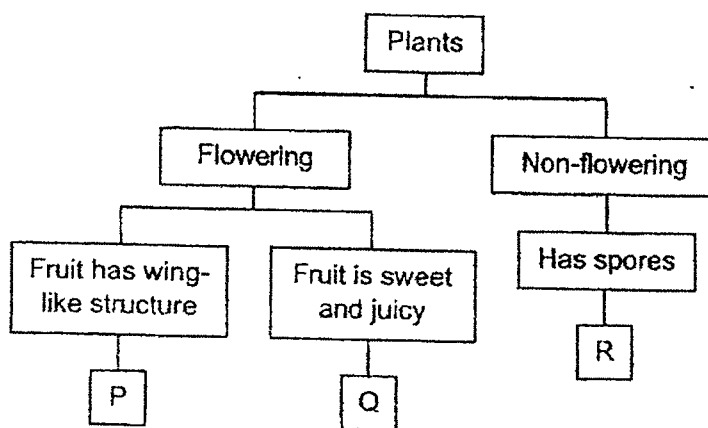 Plants
Flowering
Non-flowering
Fruit has wing-
like structure
Fruit is sweet
and juicy
Has spores
P
Q
R